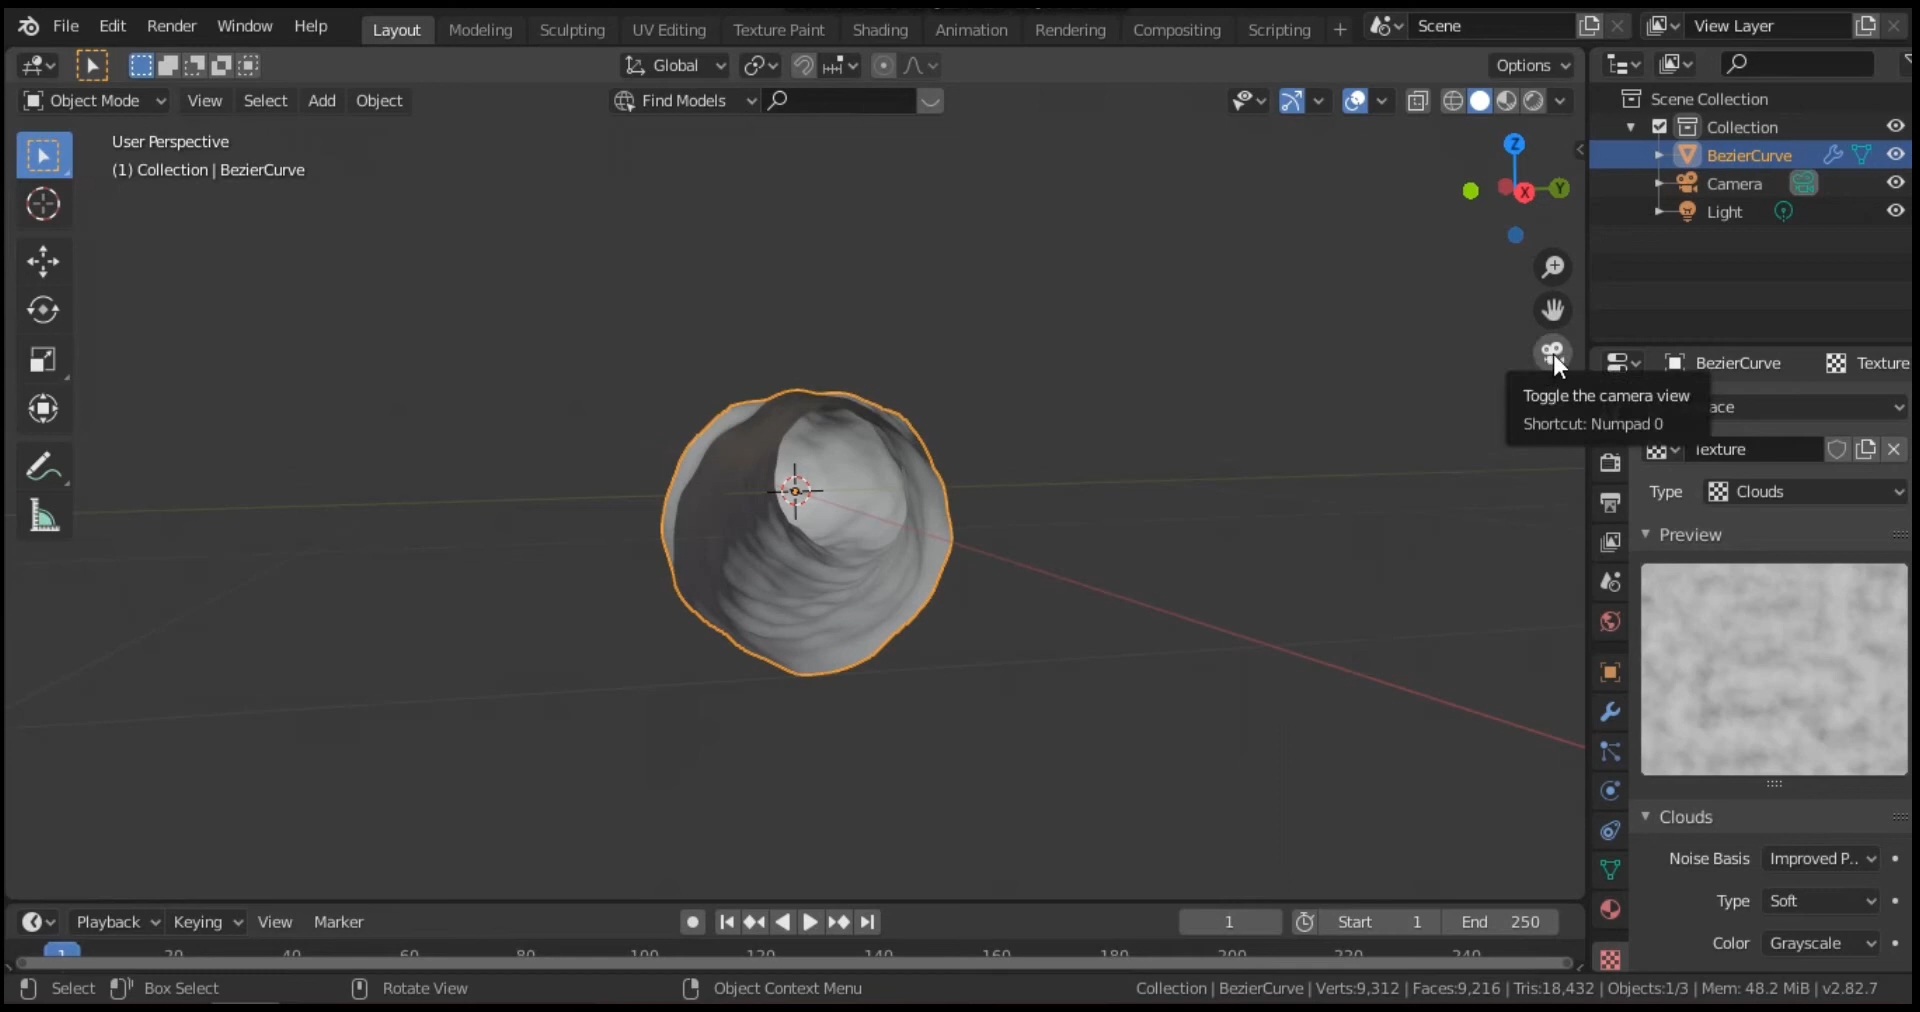 File Edit Render Window Help Layout Modeling Sculpting UV Editing Texture Paint Shading Animation Rendering Compositing Scripting + Scene View Layer
Global Options
Object Mode View Select Add Object Find Models
User Perspective
(1) Collection | BezierCurve
Z
X
Y
Scene Collection
Collection
BezierCurve
Camera
Light
BezierCurve Texture
Toggle the camera view
Shortcut: Numpad 0
ace
Texture
Type Clouds
Preview
Clouds
Noise Basis Improved P..
Type Soft
Color Grayscale
Playback Keying View Marker 1 Start 1 End 250
1 20 40 60 80 100 120 140 160 180 200 220 240
Select Box Select Rotate View Object Context Menu Collection | BezierCurve | Verts:9,312 | Faces:9,216 | Tris:18,432 | Objects:1/3 | Mem: 48.2 MiB | v2.82.7